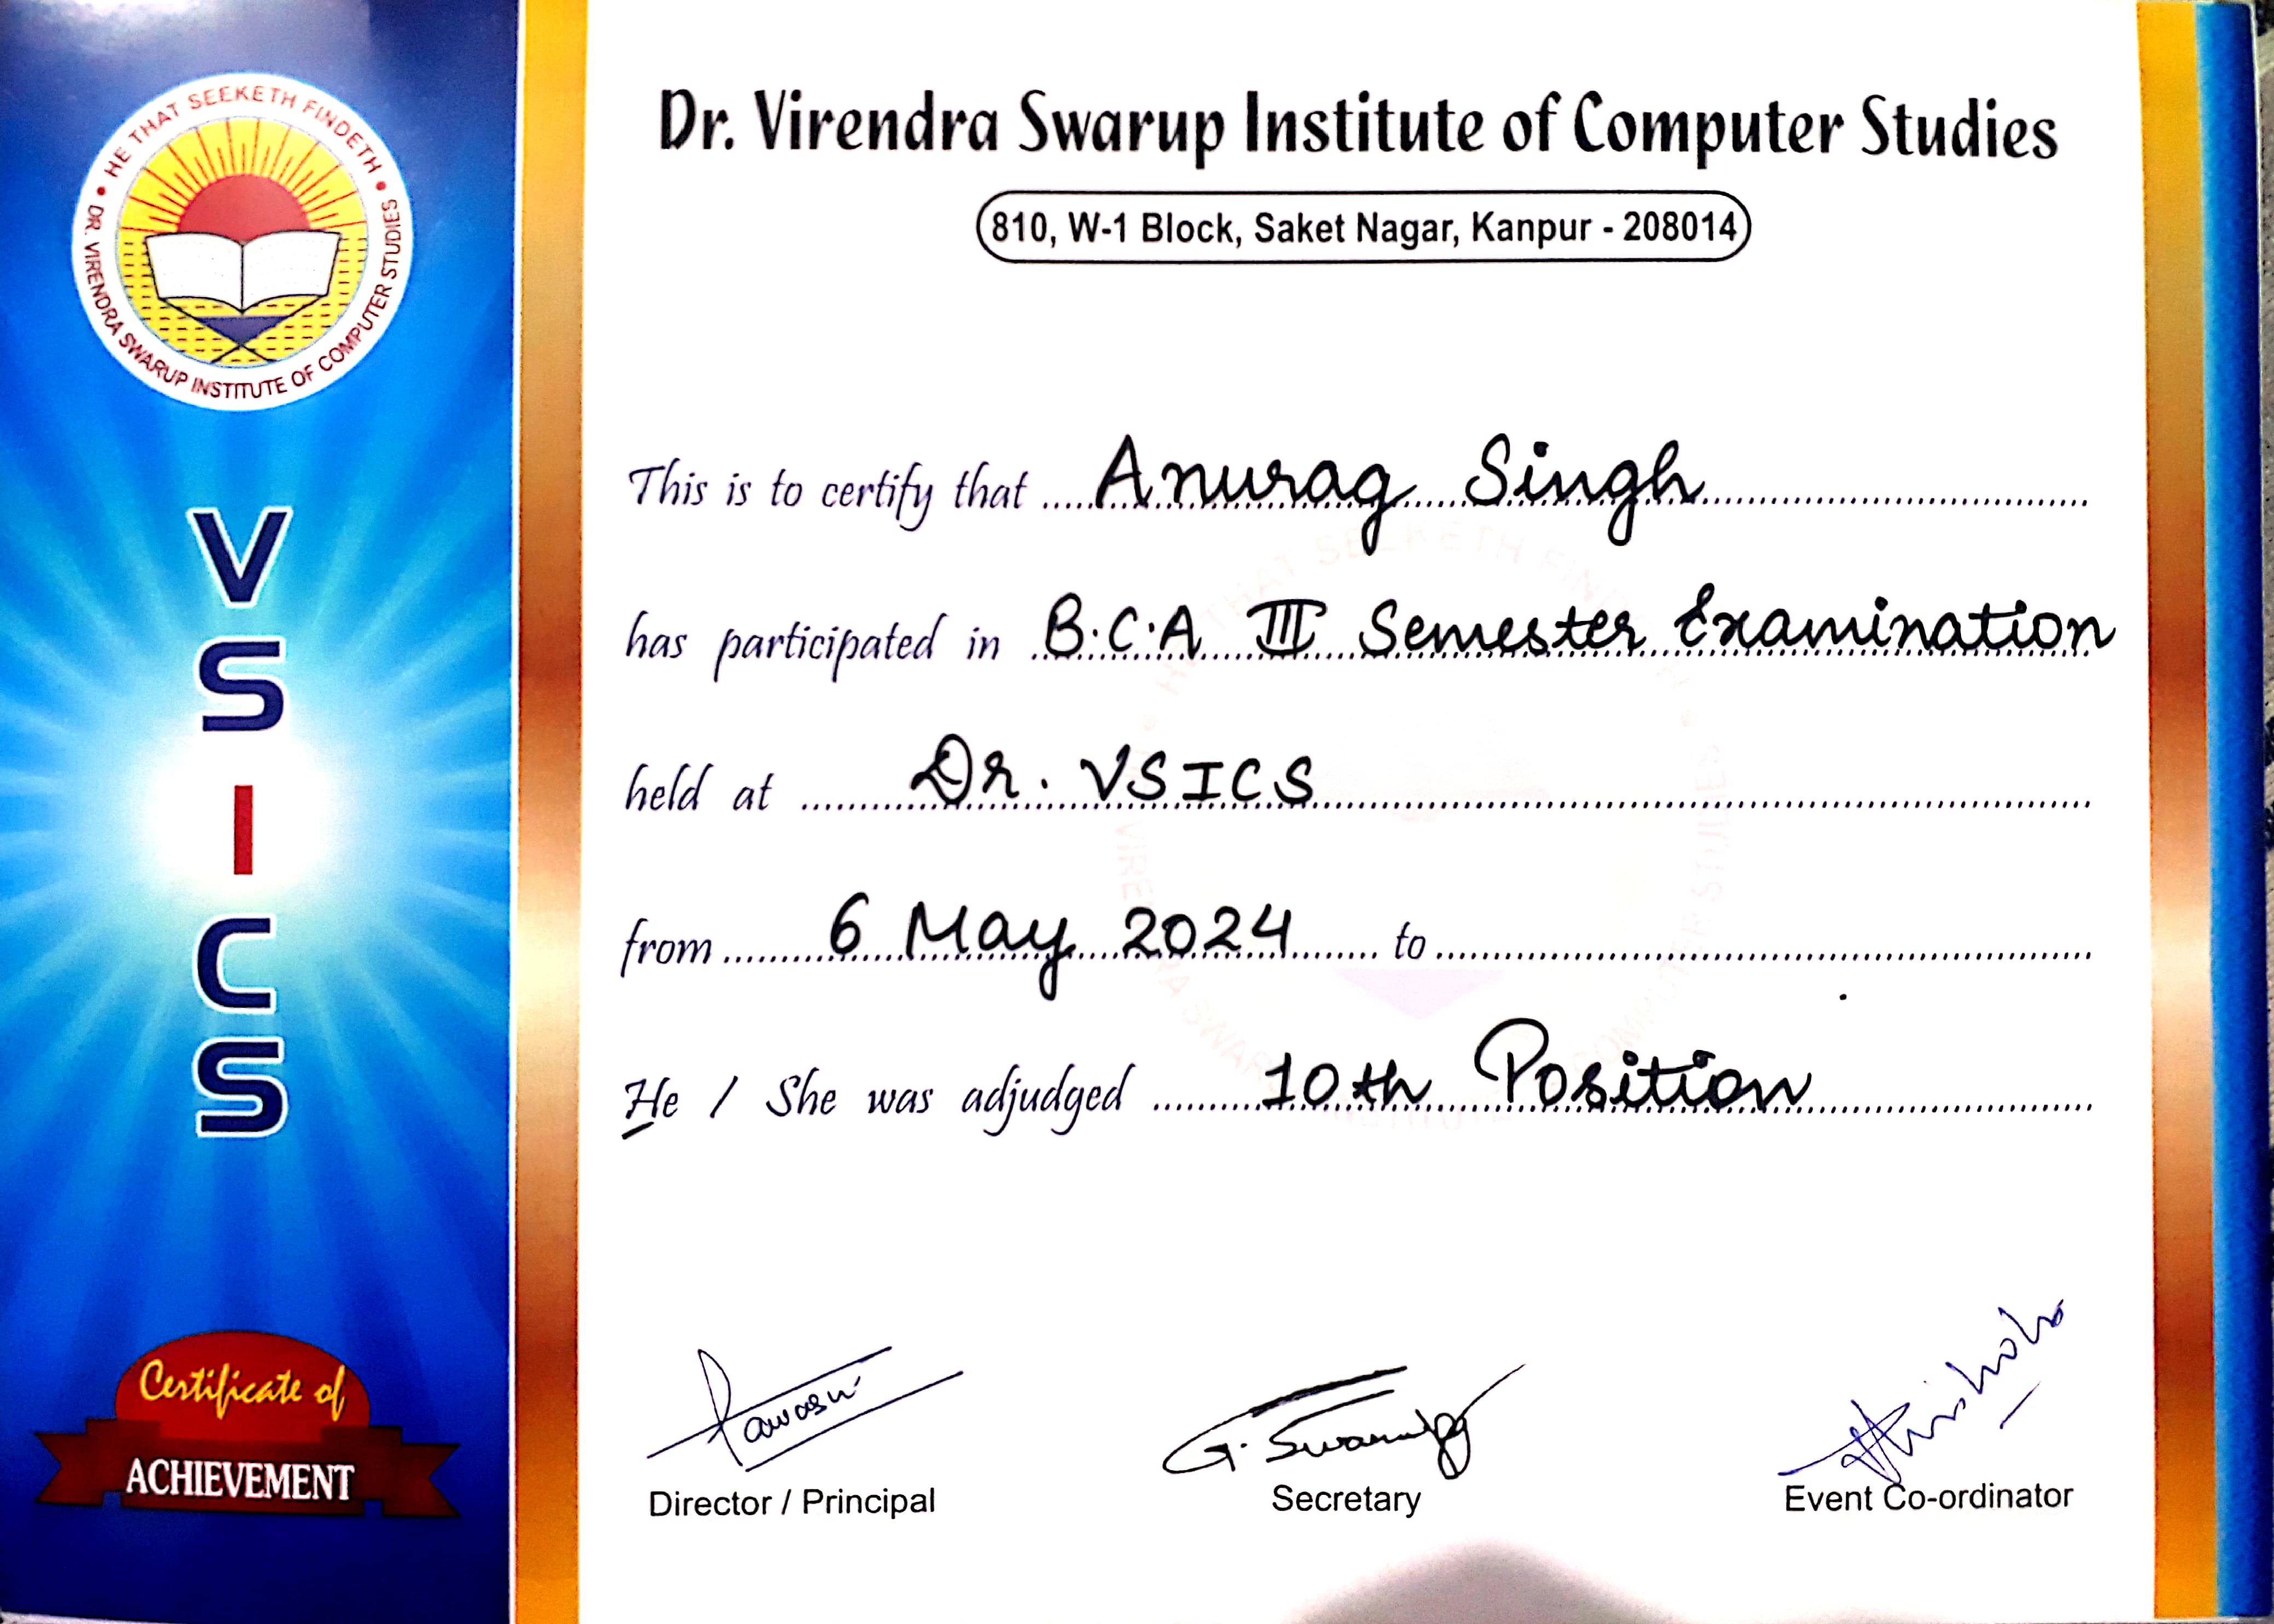 HE THAT SEEKETH FINDETH
DR. VIRENDRA SWARUP INSTITUTE OF COMPUTER STUDIES
VSICS
Certificate of
ACHIEVEMENT
Dr. Virendra Swarup Institute of Computer Studies
810, W-1 Block, Saket Nagar, Kanpur - 208014
This is to certify that Anurag Singh
has participated in B.C.A III Semester Examination
held at Dr. VSICS
from 6 May 2024 to
He / She was adjudged 10th Position
G. Swarup
Director / Principal
Secretary
Event Co-ordinator